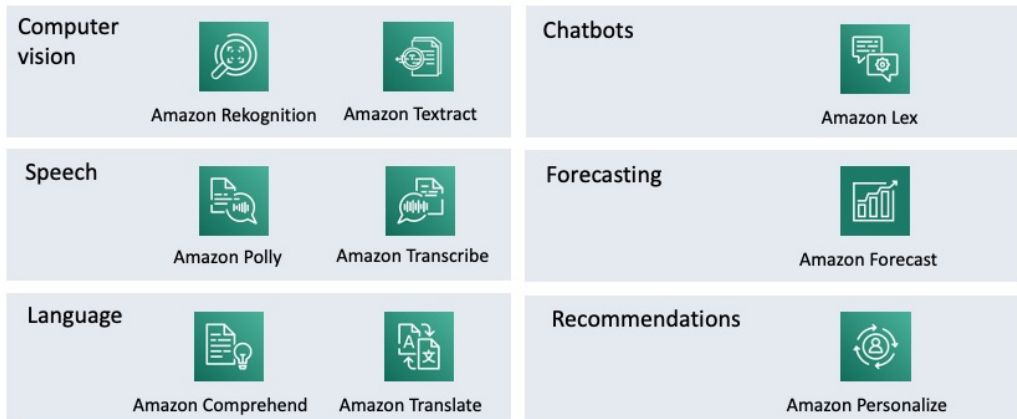 Computer
vision
Amazon Rekognition
Amazon Textract
Chatbots
Amazon Lex
Speech
Amazon Polly
Amazon Transcribe
Forecasting
Amazon Forecast
Language
Amazon Comprehend
A
文
Amazon Translate
Recommendations
Amazon Personalize